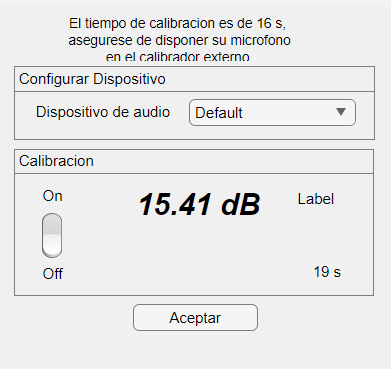 El tiempo de calibracion es de 16 s,
asegurese de disponer su microfono
en el calibrador externo
Configurar Dispositivo
Dispositivo de audio Default
Calibracion
On
15.41 dB Label
Off 19 s
Aceptar